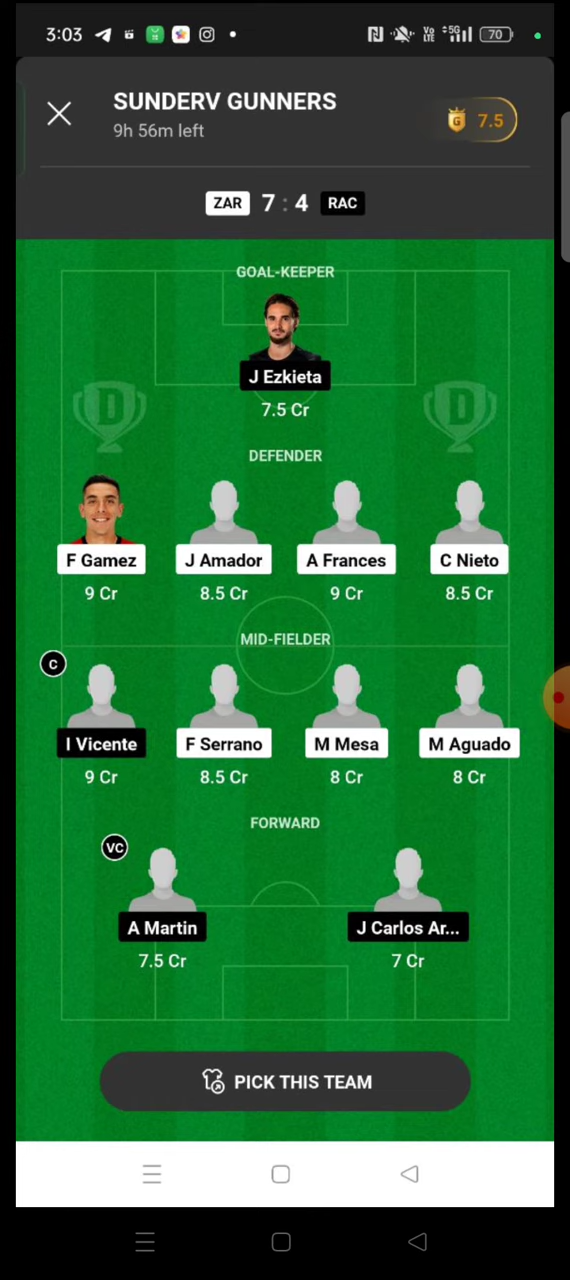 3:03
Vo LTE 5G 70
SUNDERV GUNNERS
9h 56m left
G 7.5
ZAR 7 : 4 RAC
GOAL-KEEPER
J Ezkieta
7.5 Cr
D D
DEFENDER
F Gamez J Amador A Frances C Nieto
9 Cr 8.5 Cr 9 Cr 8.5 Cr
MID-FIELDER
C
I Vicente F Serrano M Mesa M Aguado
9 Cr 8.5 Cr 8 Cr 8 Cr
FORWARD
VC
A Martin J Carlos Ar...
7.5 Cr 7 Cr
PICK THIS TEAM